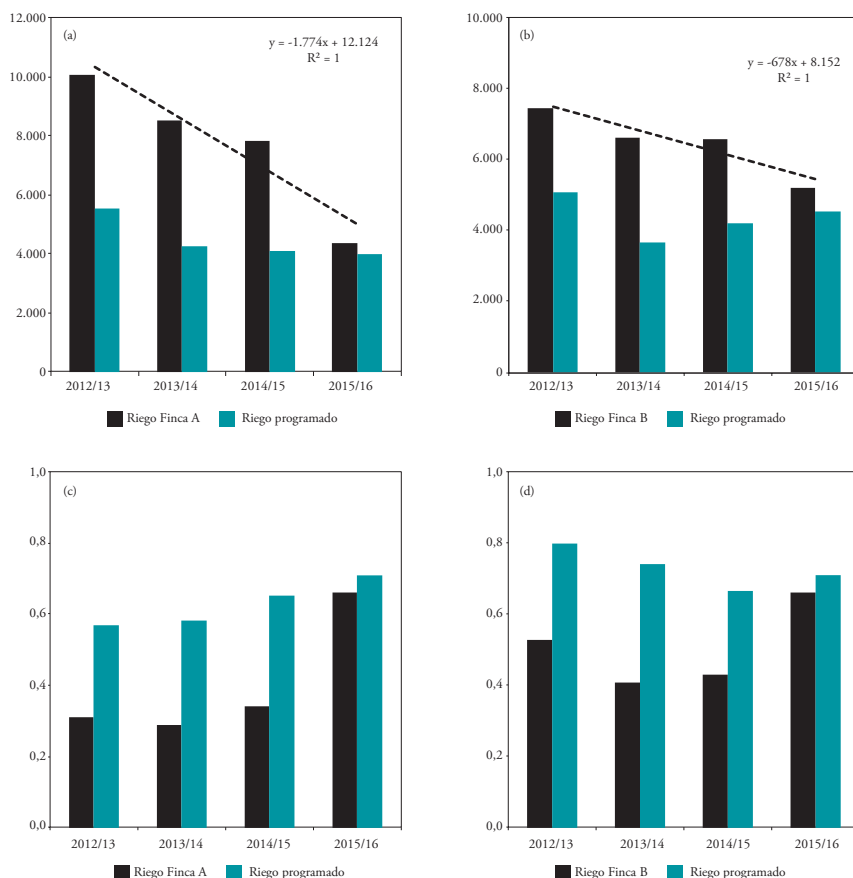 12.000
10.000
8.000
6.000
4.000
2.000
0
(a)
y = -1.774x + 12.124
R² = 1
2012/13 2013/14 2014/15 2015/16
Riego Finca A Riego programado
10.000
8.000
6.000
4.000
2.000
0
(b)
y = -678x + 8.152
R² = 1
2012/13 2013/14 2014/15 2015/16
Riego Finca B Riego programado
1,0
0,8
0,6
0,4
0,2
0,0
(c)
2012/13 2013/14 2014/15 2015/16
Riego Finca A Riego programado
1,0
0,8
0,6
0,4
0,2
0,0
(d)
2012/13 2013/14 2014/15 2015/16
Riego Finca B Riego programado